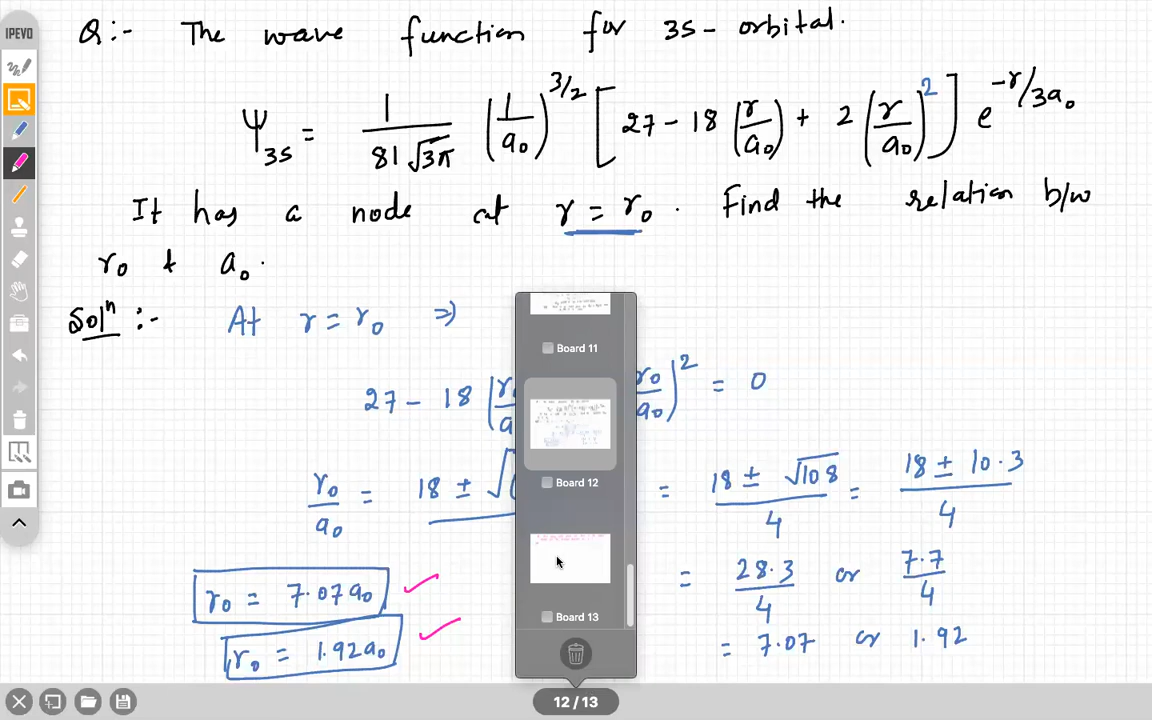 IPEVO
Q:- The wave function for 3s-orbital.
Ψ3s = 1/(81√3π) (1/a₀)^3/2 [27 - 18 (r/a₀) + 2 (r/a₀)²] e^-r/3a₀
It has a node at r = r₀. Find the relation b/w
r₀ & a₀.
Solⁿ :- At r = r₀ ⇒
27 - 18 (r₀/a₀)² = 0
r₀/a₀ = 18 ± √ = (18 ± √108)/4 = (18 ± 10.3)/4
= 28.3/4 or 7.7/4
= 7.07 or 1.92
r₀ = 7.07a₀
r₀ = 1.92a₀
Board 11
Board 12
Board 13
12/13